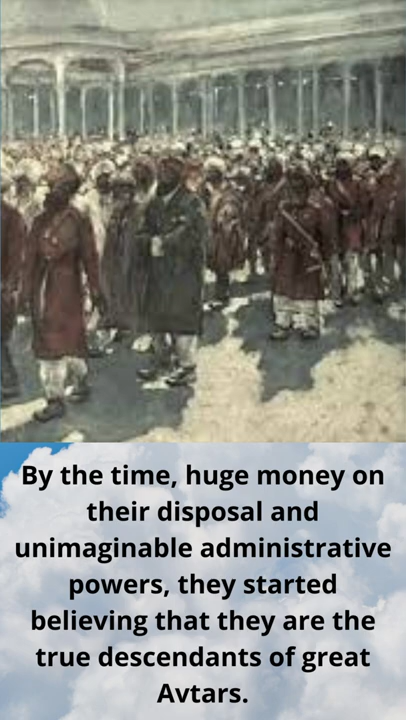 By the time, huge money on
their disposal and
unimaginable administrative
powers, they started
believing that they are the
true descendants of great
Avtars.